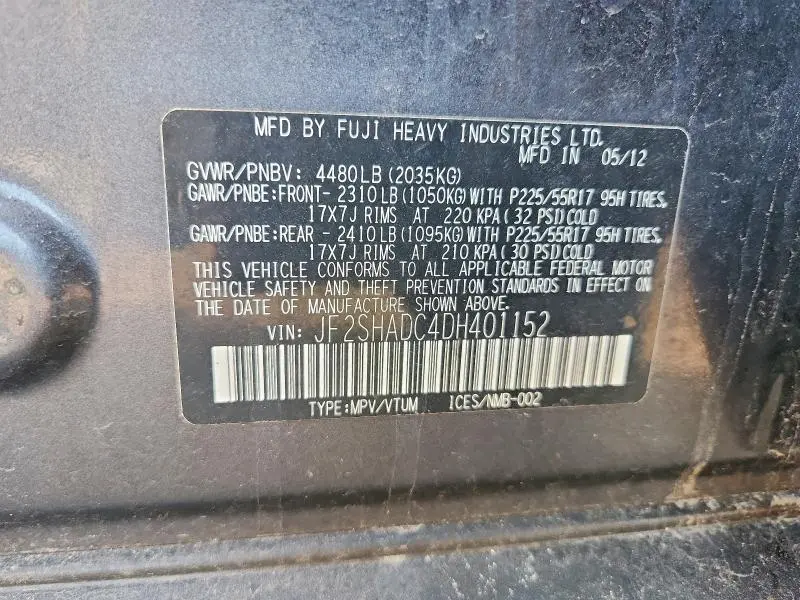 MFD BY FUJI HEAVY INDUSTRIES LTD.
MFD IN 05/12
GVWR/PNBV: 4480LB(2035KG)
GAWR/PNBE:FRONT- 2310LB(1050KG)WITH P225/55R17 95H TIRES,
17X7J RIMS AT 220 KPA( 32 PSI)COLD
GAWR/PNBE:REAR - 2410LB(1095KG)WITH P225/55R17 95H TIRES,
17X7J RIMS AT 210 KPA( 30 PSI)COLD
THIS VEHICLE CONFORMS TO ALL APPLICABLE FEDERAL MOTOR
VEHICLE SAFETY AND THEFT PREVENTION STANDARDS IN EFFECT ON
THE DATE OF MANUFACTURE SHOWN ABOVE.
VIN: JF2SHADC4DH401152
TYPE:MPV/VTUM ICES/NMB-002